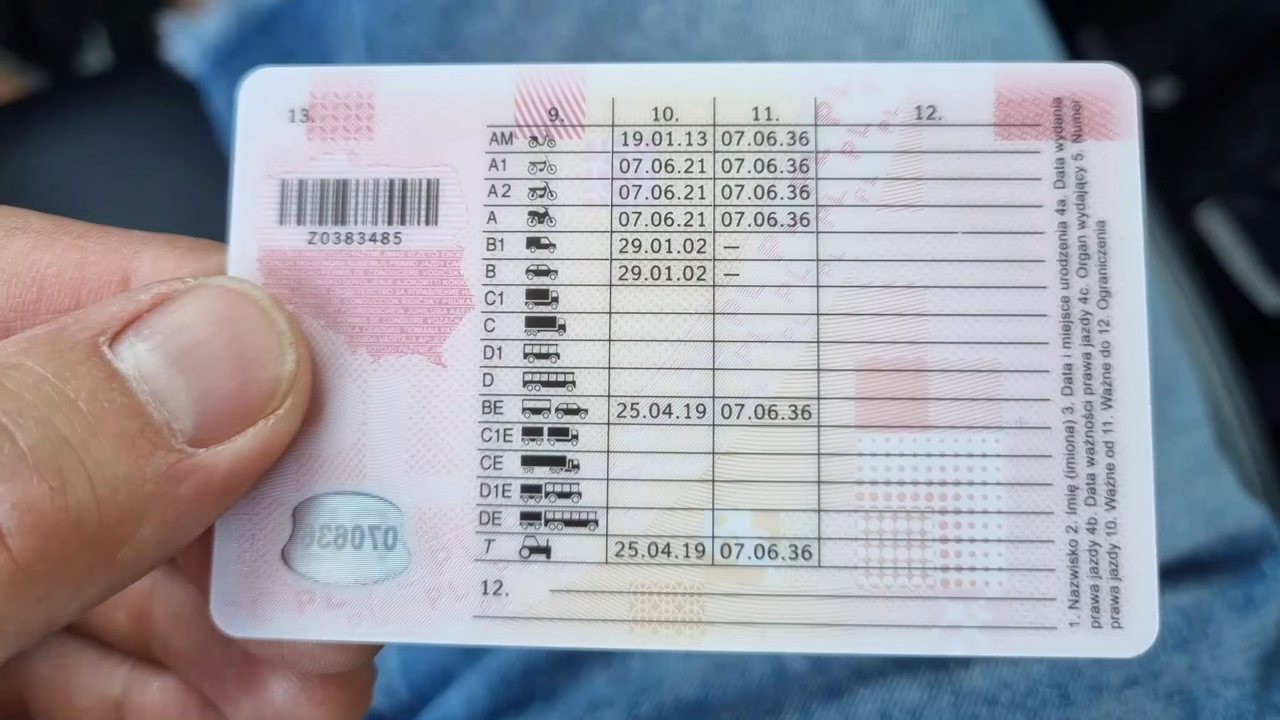 13.
9. 10. 11. 12.
AM 19.01.13 07.06.36
A1 07.06.21 07.06.36
A2 07.06.21 07.06.36
A 07.06.21 07.06.36
B1 29.01.02 —
B 29.01.02 —
C1
C
D1
D
BE 25.04.19 07.06.36
C1E
CE
D1E
DE
T 25.04.19 07.06.36
12.
Z0383485
070636
1. Nazwisko 2. Imię (imiona) 3. Data i miejsce urodzenia 4a. Data wydania
prawa jazdy 4b. Data ważności prawa jazdy 4c. Organ wydający 5. Numer
prawa jazdy 10. Ważne od 11. Ważne do 12. Ograniczenia